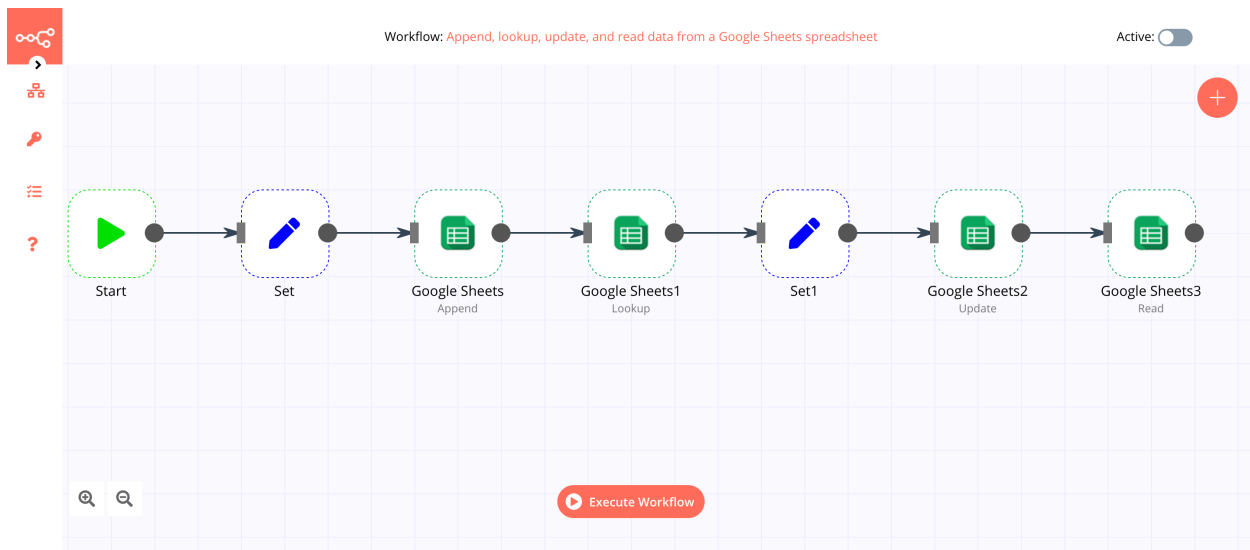 Workflow: Append, lookup, update, and read data from a Google Sheets spreadsheet
Active:
Start
Set
Google Sheets
Append
Google Sheets1
Lookup
Set1
Google Sheets2
Update
Google Sheets3
Read
Execute Workflow